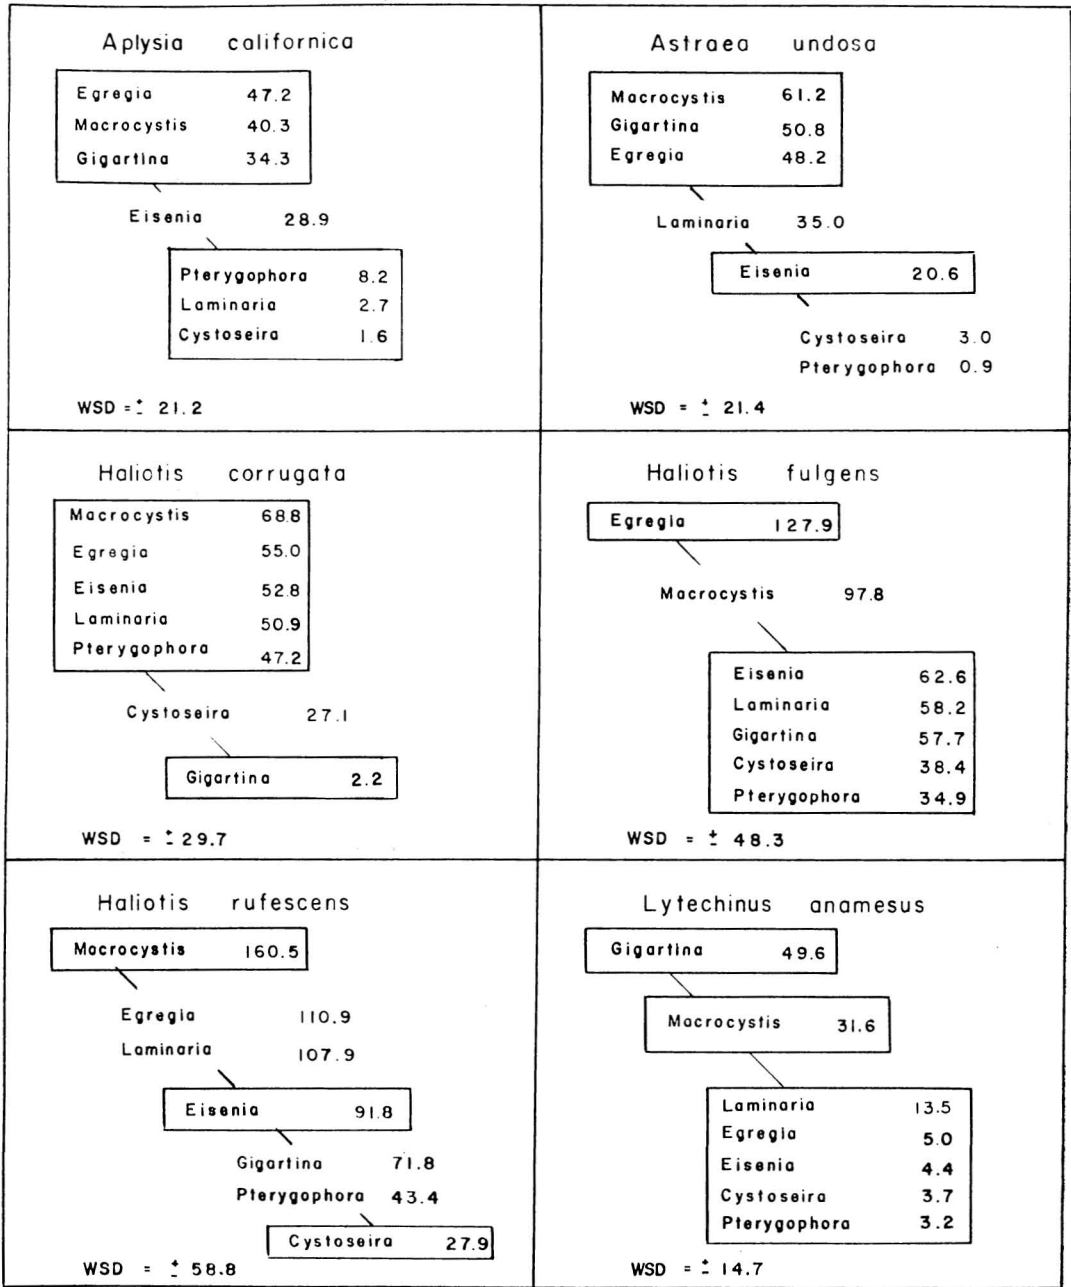 Aplysia californica
Egregia 47.2
Macrocystis 40.3
Gigartina 34.3
Eisenia 28.9
Pterygophora 8.2
Laminaria 2.7
Cystoseira 1.6
WSD = ± 21.2
Astraea undosa
Macrocystis 61.2
Gigartina 50.8
Egregia 48.2
Laminaria 35.0
Eisenia 20.6
Cystoseira 3.0
Pterygophora 0.9
WSD = ± 21.4
Haliotis corrugata
Macrocystis 68.8
Egregia 55.0
Eisenia 52.8
Laminaria 50.9
Pterygophora 47.2
Cystoseira 27.1
Gigartina 2.2
WSD = ± 29.7
Haliotis fulgens
Egregia 127.9
Macrocystis 97.8
Eisenia 62.6
Laminaria 58.2
Gigartina 57.7
Cystoseira 38.4
Pterygophora 34.9
WSD = ± 48.3
Haliotis rufescens
Macrocystis 160.5
Egregia 110.9
Laminaria 107.9
Eisenia 91.8
Gigartina 71.8
Pterygophora 43.4
Cystoseira 27.9
WSD = ± 58.8
Lytechinus anamesus
Gigartina 49.6
Macrocystis 31.6
Laminaria 13.5
Egregia 5.0
Eisenia 4.4
Cystoseira 3.7
Pterygophora 3.2
WSD = ± 14.7